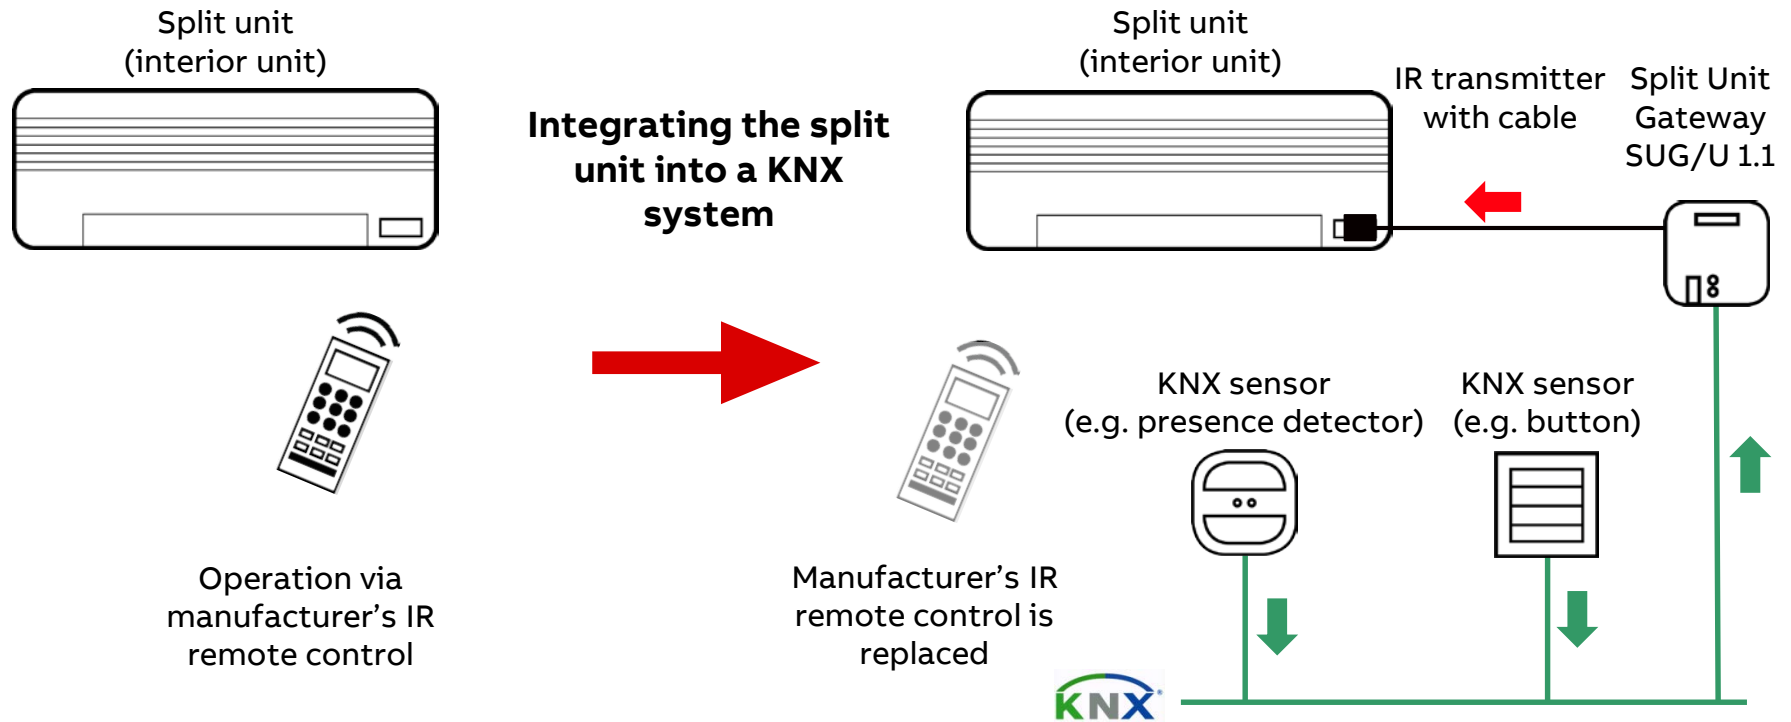 Split unit
(interior unit)
Integrating the split
unit into a KNX
system
Operation via
manufacturer’s IR
remote control
Split unit
(interior unit)
IR transmitter
with cable
Split Unit
Gateway
SUG/U 1.1
Manufacturer’s IR
remote control is
replaced
KNX sensor
(e.g. presence detector)
KNX sensor
(e.g. button)
KNX